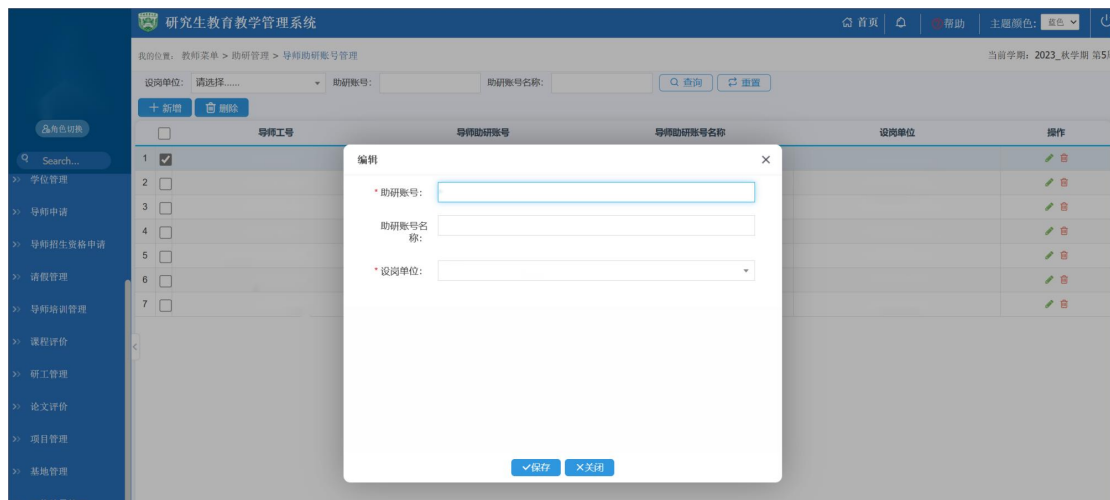 研究生教育教学管理系统
首页 帮助 主题颜色: 蓝色
我的位置: 教师菜单 > 助研管理 > 导师助研账号管理
当前学期: 2023_秋学期 第5
设岗单位: 请选择...... 助研账号: 助研账号名称: 查询 重置
+ 新增 删除
角色切换
导师工号 导师助研账号 导师助研账号名称 设岗单位 操作
Search...
1
2
3
4
5
6
7
学位管理
导师申请
导师招生资格申请
请假管理
导师培训管理
课程评价
研工管理
论文评价
项目管理
基地管理
编辑
* 助研账号:
助研账号名
称:
* 设岗单位:
保存 关闭